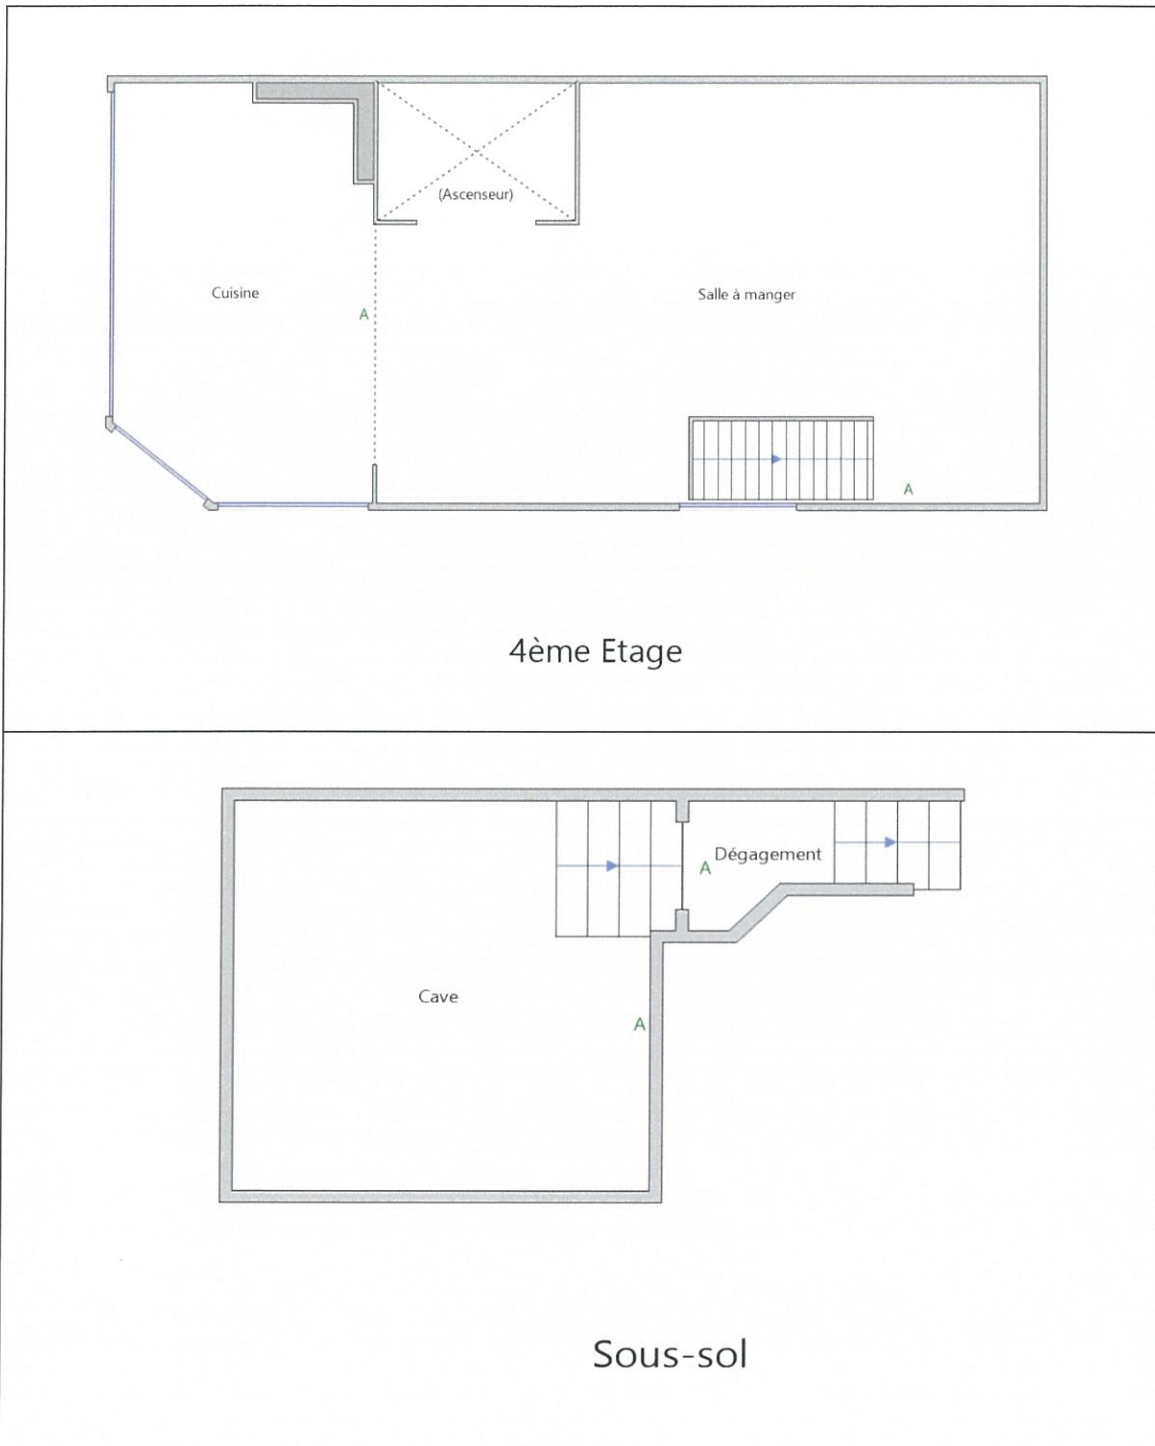 (Ascenseur)
Cuisine
Salle à manger
A
A
4ème Etage
Dégagement
A
Cave
A
Sous-sol